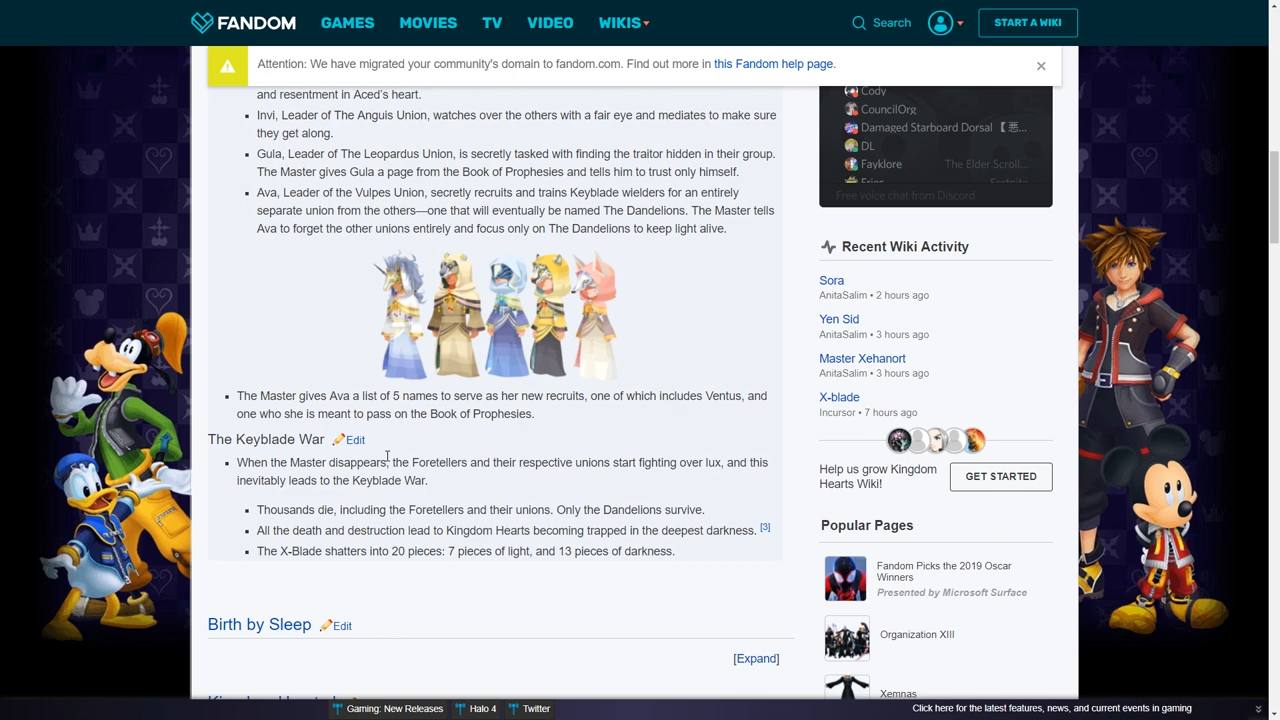 FANDOM GAMES MOVIES TV VIDEO WIKIS Search START A WIKI
Attention: We have migrated your community's domain to fandom.com. Find out more in this Fandom help page.
and resentment in Aced's heart.
Invi, Leader of The Anguis Union, watches over the others with a fair eye and mediates to make sure
they get along.
Gula, Leader of The Leopardus Union, is secretly tasked with finding the traitor hidden in their group.
The Master gives Gula a page from the Book of Prophesies and tells him to trust only himself.
Ava, Leader of the Vulpes Union, secretly recruits and trains Keyblade wielders for an entirely
separate union from the others—one that will eventually be named The Dandelions. The Master tells
Ava to forget the other unions entirely and focus only on The Dandelions to keep light alive.
The Master gives Ava a list of 5 names to serve as her new recruits, one of which includes Ventus, and
one who she is meant to pass on the Book of Prophesies.
The Keyblade War Edit
When the Master disappears, the Foretellers and their respective unions start fighting over lux, and this
inevitably leads to the Keyblade War.
Thousands die, including the Foretellers and their unions. Only the Dandelions survive.
All the death and destruction lead to Kingdom Hearts becoming trapped in the deepest darkness. [3]
The X-Blade shatters into 20 pieces: 7 pieces of light, and 13 pieces of darkness.
Birth by Sleep Edit
[Expand]
Cody
CouncilOrg
Damaged Starboard Dorsal 【悪...
DL
Fayklore The Elder Scroll...
Fries Fortnite
Free voice chat from Discord
Recent Wiki Activity
Sora
AnitaSalim • 2 hours ago
Yen Sid
AnitaSalim • 3 hours ago
Master Xehanort
AnitaSalim • 3 hours ago
X-blade
Incursor • 7 hours ago
Help us grow Kingdom
Hearts Wiki!
GET STARTED
Popular Pages
Fandom Picks the 2019 Oscar
Winners
Presented by Microsoft Surface
Organization XIII
Xemnas
Gaming: New Releases Halo 4 Twitter Click here for the latest features, news, and current events in gaming